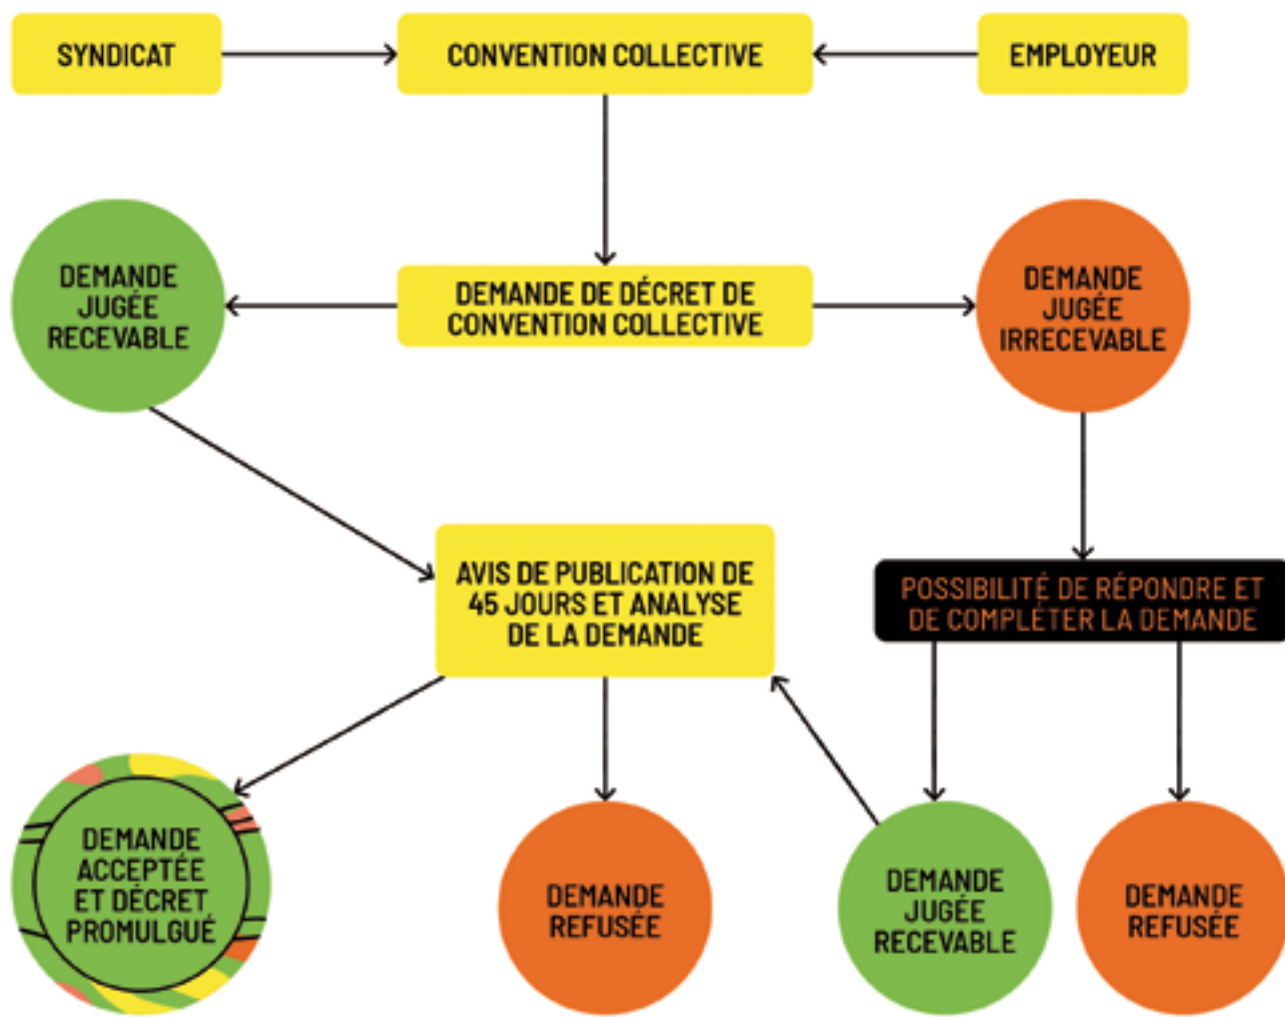 SYNDICAT
CONVENTION COLLECTIVE
EMPLOYEUR
DEMANDE
JUGÉE
RECEVABLE
DEMANDE DE DÉCRET DE
CONVENTION COLLECTIVE
DEMANDE
JUGÉE
IRRECEVABLE
AVIS DE PUBLICATION DE
45 JOURS ET ANALYSE
DE LA DEMANDE
POSSIBILITÉ DE RÉPONDRE ET
DE COMPLÉTER LA DEMANDE
DEMANDE
ACCEPTÉE
ET DÉCRET
PROMULGUÉ
DEMANDE
REFUSÉE
DEMANDE
JUGÉE
RECEVABLE
DEMANDE
REFUSÉE